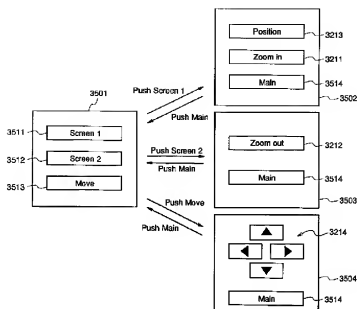 3501
3511
Screen 1
3512
Screen 2
3513
Move
Push Screen 1
Push Main
Push Screen 2
Push Main
Push Move
Push Main
Position
3213
Zoom in
3211
Main
3514
3502
Zoom out
3212
Main
3514
3503
3214
3504
Main
3514